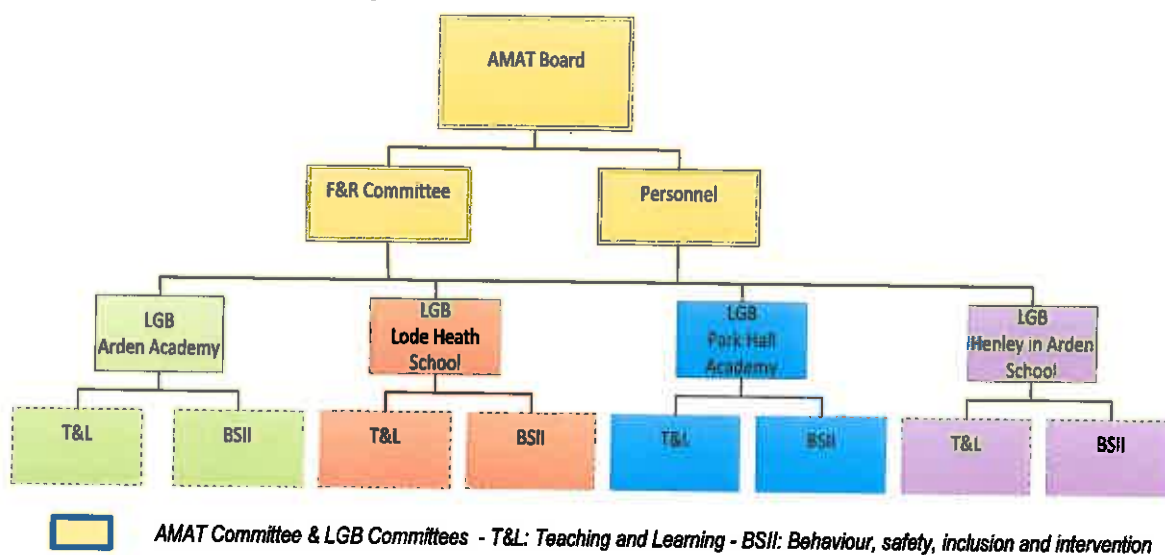 AMAT Board
F&R Committee
Personnel
LGB
Arden Academy
LGB
Lode Heath
School
LGB
Park Hall
Academy
LGB
Henley in Arden
School
T&L
BSII
T&L
BSII
T&L
BSII
T&L
BSII
AMAT Committee & LGB Committees - T&L: Teaching and Learning - BSII: Behaviour, safety, inclusion and intervention